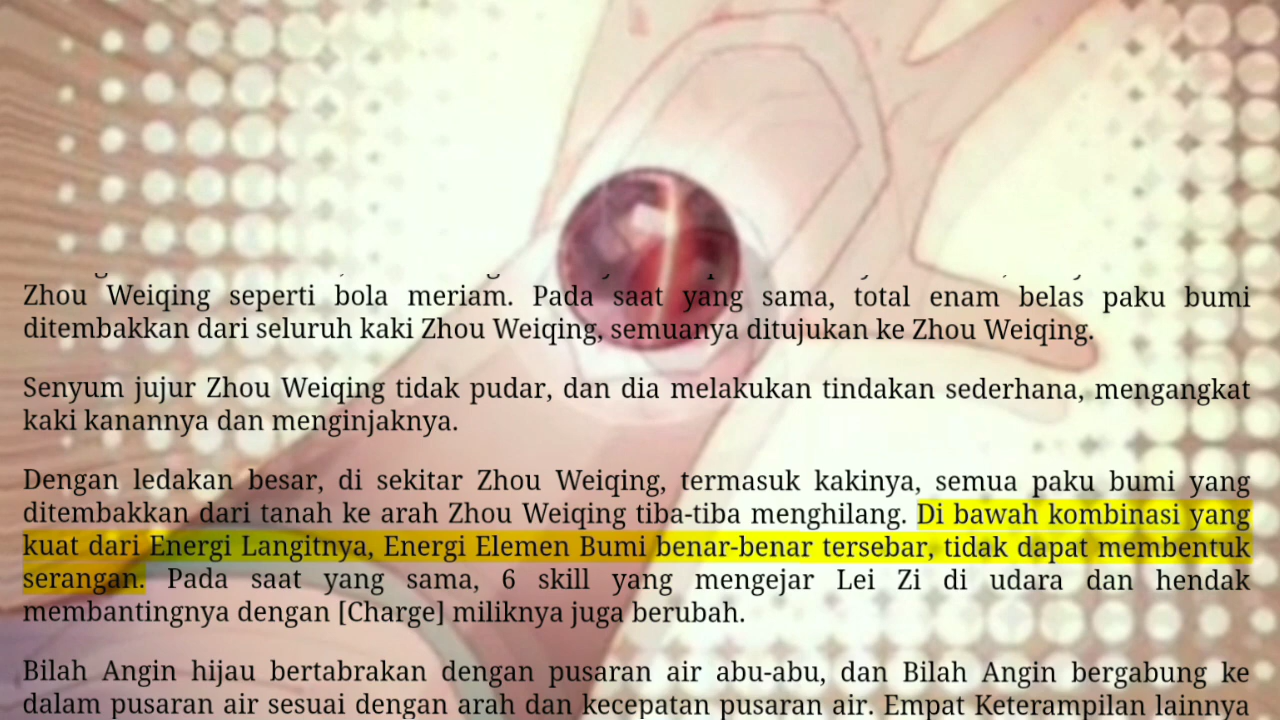 Zhou Weiqing seperti bola meriam. Pada saat yang sama, total enam belas paku bumi
ditembakkan dari seluruh kaki Zhou Weiqing, semuanya ditujukan ke Zhou Weiqing.
Senyum jujur Zhou Weiqing tidak pudar, dan dia melakukan tindakan sederhana, mengangkat
kaki kanannya dan menginjaknya.
Dengan ledakan besar, di sekitar Zhou Weiqing, termasuk kakinya, semua paku bumi yang
ditembakkan dari tanah ke arah Zhou Weiqing tiba-tiba menghilang. Di bawah kombinasi yang
kuat dari Energi Langitnya, Energi Elemen Bumi benar-benar tersebar, tidak dapat membentuk
serangan. Pada saat yang sama, 6 skill yang mengejar Lei Zi di udara dan hendak
membantingnya dengan [Charge] miliknya juga berubah.
Bilah Angin hijau bertabrakan dengan pusaran air abu-abu, dan Bilah Angin bergabung ke
dalam pusaran air sesuai dengan arah dan kecepatan pusaran air. Empat Keterampilan lainnya